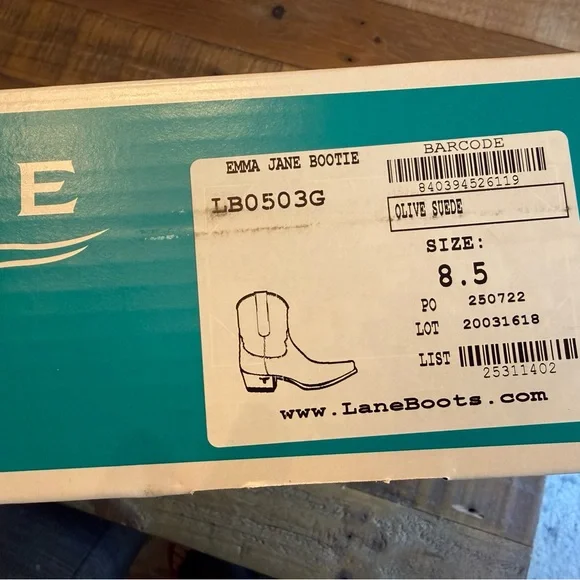 E
EMMA JANE BOOTIE
BARCODE
840394526119
LB0503G
OLIVE SUEDE
SIZE:
8.5
PO 250722
LOT 20031618
LIST
25311402
www.LaneBoots.com